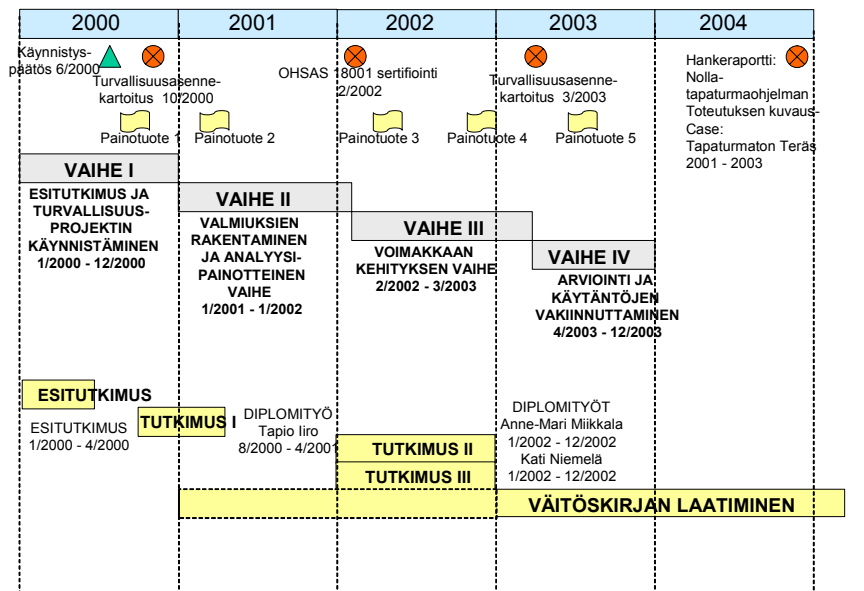 2000 2001 2002 2003 2004
Käynnistys-
päätös 6/2000
Turvallisuusasenne-
kartoitus 10/2000
OHSAS 18001 sertifiointi
2/2002
Turvallisuusasenne-
kartoitus 3/2003
Hankeraportti:
Nolla-
tapaturmaohjelman
Toteutuksen kuvaus-
Case:
Tapaturmaton Teräs
2001 - 2003
Painotuote 1 Painotuote 2 Painotuote 3 Painotuote 4 Painotuote 5
VAIHE I
ESITUTKIMUS JA
TURVALLISUUS-
PROJEKTIN
KÄYNNISTÄMINEN
1/2000 - 12/2000
VAIHE II
VALMIUKSIEN
RAKENTAMINEN
JA ANALYYSI-
PAINOTTEINEN
VAIHE
1/2001 - 1/2002
VAIHE III
VOIMAKKAAN
KEHITYKSEN VAIHE
2/2002 - 3/2003
VAIHE IV
ARVIOINTI JA
KÄYTÄNTÖJEN
VAKIINNUTTAMINEN
4/2003 - 12/2003
ESITUTKIMUS
ESITUTKIMUS
1/2000 - 4/2000
TUTKIMUS I
DIPLOMITYÖ
Tapio Iiro
8/2000 - 4/2001
TUTKIMUS II
TUTKIMUS III
DIPLOMITYÖT
Anne-Mari Miikkala
1/2002 - 12/2002
Kati Niemelä
1/2002 - 12/2002
VÄITÖSKIRJAN LAATIMINEN